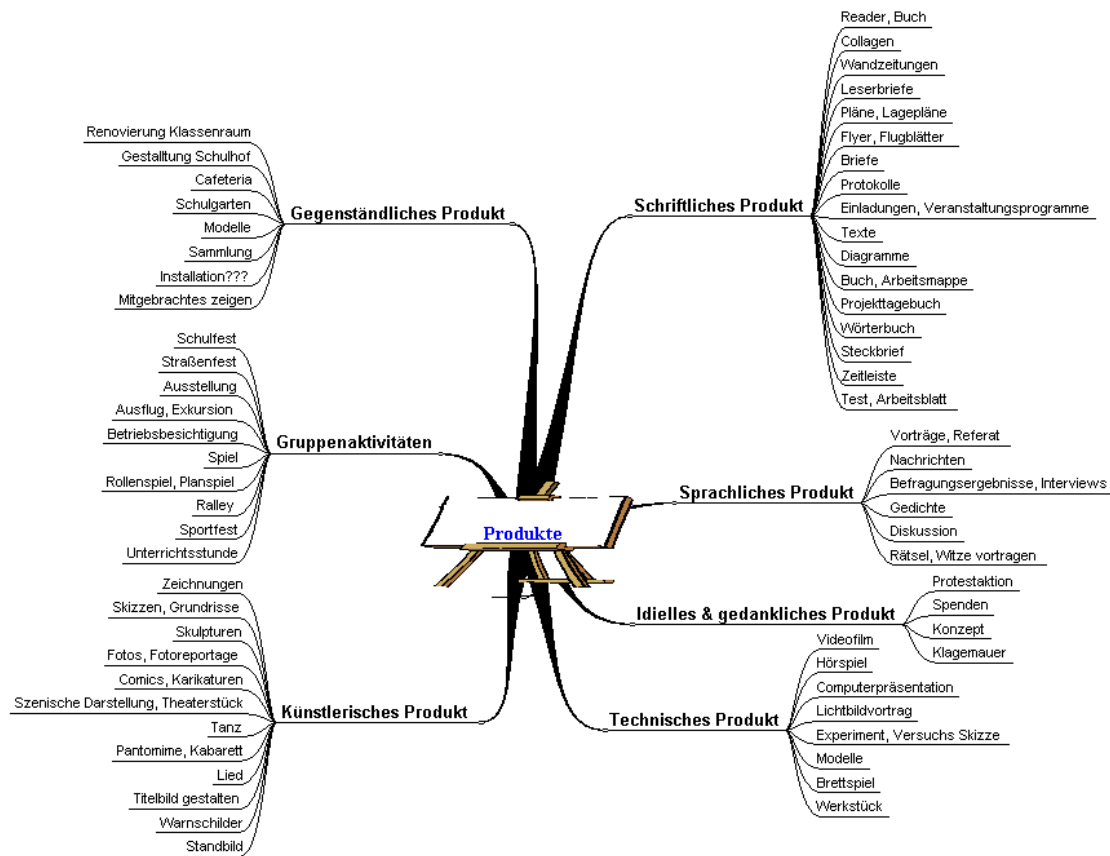 Produkte
Gegenständliches Produkt
Renovierung Klassenraum
Gestalltung Schulhof
Cafeteria
Schulgarten
Modelle
Sammlung
Installation???
Mitgebrachtes zeigen
Gruppenaktivitäten
Schulfest
Straßenfest
Ausstellung
Ausflug, Exkursion
Betriebsbesichtigung
Spiel
Rollenspiel, Planspiel
Ralley
Sportfest
Unterrichtsstunde
Künstlerisches Produkt
Zeichnungen
Skizzen, Grundrisse
Skulpturen
Fotos, Fotoreportage
Comics, Karikaturen
Szenische Darstellung, Theaterstück
Tanz
Pantomime, Kabarett
Lied
Titelbild gestalten
Warnschilder
Standbild
Schriftliches Produkt
Reader, Buch
Collagen
Wandzeitungen
Leserbriefe
Pläne, Lagepläne
Flyer, Flugblätter
Briefe
Protokolle
Einladungen, Veranstaltungsprogramme
Texte
Diagramme
Buch, Arbeitsmappe
Projekttagebuch
Wörterbuch
Steckbrief
Zeitleiste
Test, Arbeitsblatt
Sprachliches Produkt
Vorträge, Referat
Nachrichten
Befragungsergebnisse, Interviews
Gedichte
Diskussion
Rätsel, Witze vortragen
Idielles & gedankliches Produkt
Protestaktion
Spenden
Konzept
Klagemauer
Technisches Produkt
Videofilm
Hörspiel
Computerpräsentation
Lichtbildvortrag
Experiment, Versuchs Skizze
Modelle
Brettspiel
Werkstück